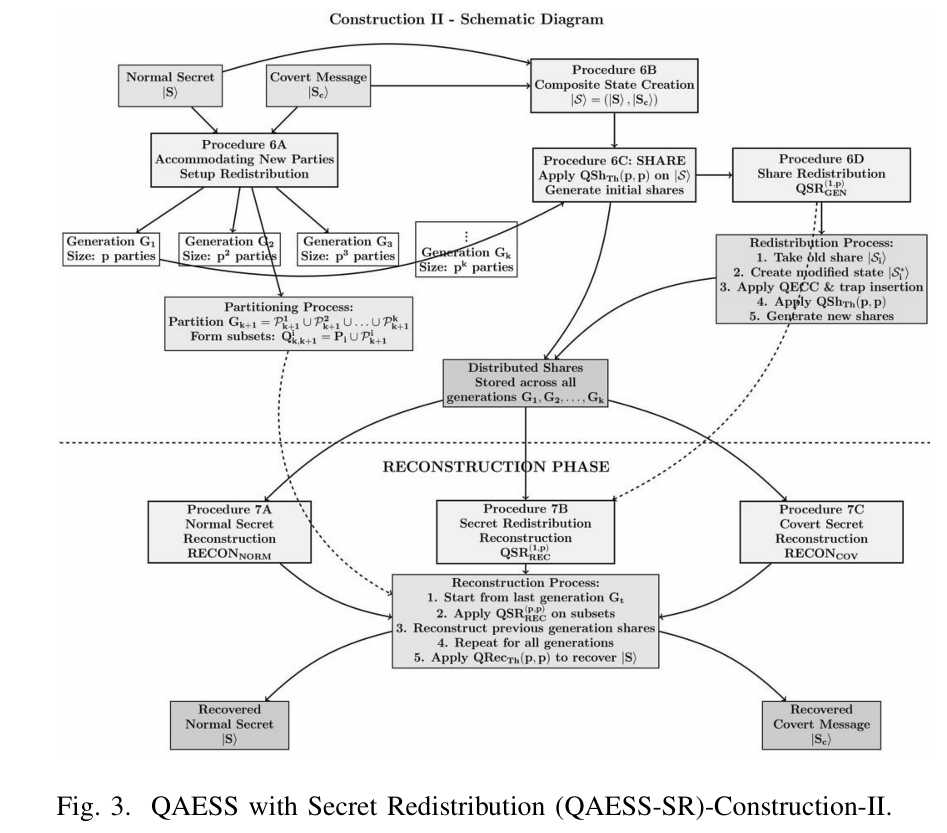 Construction II - Schematic Diagram
Normal Secret
|S⟩
Covert Message
|S_c⟩
Procedure 6B
Composite State Creation
|𝒮⟩ = (|S⟩, |S_c⟩)
Procedure 6A
Accommodating New Parties
Setup Redistribution
Procedure 6C: SHARE
Apply QSh_Th(p, p) on |𝒮⟩
Generate initial shares
Procedure 6D
Share Redistribution
QSR_GEN^(1,p)
Generation G_1
Size: p parties
Generation G_2
Size: p^2 parties
Generation G_3
Size: p^3 parties
⋮
Generation G_k
Size: p^k parties
Redistribution Process:
1. Take old share |𝒮_i⟩
2. Create modified state |𝒮_i^*⟩
3. Apply QECC & trap insertion
4. Apply QSh_Th(p, p)
5. Generate new shares
Partitioning Process:
Partition G_{k+1} = 𝒫_{k+1}^1 ∪ 𝒫_{k+1}^2 ∪ … ∪ 𝒫_{k+1}^k
Form subsets: Q_{k,k+1}^i = P_i ∪ 𝒫_{k+1}^i
Distributed Shares
Stored across all
generations G_1, G_2, …, G_k
RECONSTRUCTION PHASE
Procedure 7A
Normal Secret
Reconstruction
RECON_NORM
Procedure 7B
Secret Redistribution
Reconstruction
QSR_REC^(1,p)
Procedure 7C
Covert Secret
Reconstruction
RECON_COV
Reconstruction Process:
1. Start from last generation G_t
2. Apply QSR_REC^(p,p) on subsets
3. Reconstruct previous generation shares
4. Repeat for all generations
5. Apply QRec_Th(p, p) to recover |S⟩
Recovered
Normal Secret
|S⟩
Recovered
Covert Message
|S_c⟩
Fig. 3. QAESS with Secret Redistribution (QAESS-SR)-Construction-II.